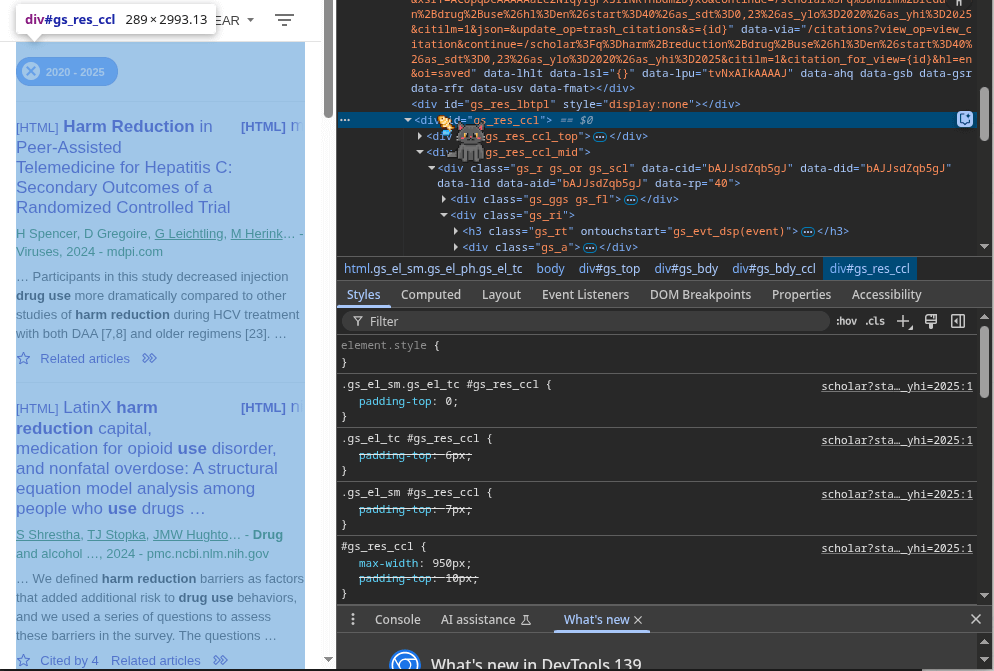 div#gs_res_ccl 289 × 2993.13
EAR
2020 - 2025
[HTML] Harm Reduction in
Peer-Assisted
Telemedicine for Hepatitis C:
Secondary Outcomes of a
Randomized Controlled Trial
[HTML]
H Spencer, D Gregoire, G Leichtling, M Herink… -
Viruses, 2024 - mdpi.com
… Participants in this study decreased injection
drug use more dramatically compared to other
studies of harm reduction during HCV treatment
with both DAA [7,8] and older regimens [23]. …
Related articles
[HTML] LatinX harm
reduction capital,
medication for opioid use disorder,
and nonfatal overdose: A structural
equation model analysis among
people who use drugs …
[HTML]
S Shrestha, TJ Stopka, JMW Hughto… - Drug
and alcohol …, 2024 - pmc.ncbi.nlm.nih.gov
… We defined harm reduction barriers as factors
that added additional risk to drug use behaviors,
and we used a series of questions to assess
these barriers in the survey. The questions …
Cited by 4 Related articles
n%2Bdrug%2Buse%26hl%3Den%26start%3D40%26as_sdt%3D0,23%26as_ylo%3D2020%26as_yhi%3D2025
&citilm=1&json=&update_op=trash_citations&s={id}" data-via="/citations?view_op=view_c
itation&continue=/scholar%3Fq%3Dharm%2Breduction%2Bdrug%2Buse%26hl%3Den%26start%3D40%
26as_sdt%3D0,23%26as_ylo%3D2020%26as_yhi%3D2025&citilm=1&citation_for_view={id}&hl=en
&oi=saved" data-lhlt data-lsl="{}" data-lpu="tvNxAIkAAAAJ" data-ahq data-gsb data-gsr
data-rfr data-usv data-fmat></div>
<div id="gs_res_lbtpl" style="display:none"></div>
<div id="gs_res_ccl"> == $0
gs_res_ccl_top"> … </div>
gs_res_ccl_mid">
<div class="gs_r gs_or gs_scl" data-cid="bAJJsdZqb5gJ" data-did="bAJJsdZqb5gJ"
data-lid data-aid="bAJJsdZqb5gJ" data-rp="40">
<div class="gs_ggs gs_fl"> … </div>
<div class="gs_ri">
<h3 class="gs_rt" ontouchstart="gs_evt_dsp(event)"> … </h3>
<div class="gs_a"> … </div>
html.gs_el_sm.gs_el_ph.gs_el_tc body div#gs_top div#gs_bdy div#gs_bdy_ccl div#gs_res_ccl
Styles Computed Layout Event Listeners DOM Breakpoints Properties Accessibility
Filter :hov .cls
element.style {
}
.gs_el_sm.gs_el_tc #gs_res_ccl { scholar?sta…_yhi=2025:1
padding-top: 0;
}
.gs_el_tc #gs_res_ccl { scholar?sta…_yhi=2025:1
padding-top: 6px;
}
.gs_el_sm #gs_res_ccl { scholar?sta…_yhi=2025:1
padding-top: 7px;
}
#gs_res_ccl { scholar?sta…_yhi=2025:1
max-width: 950px;
padding-top: 10px;
}
Console AI assistance What's new
What's new in DevTools 139